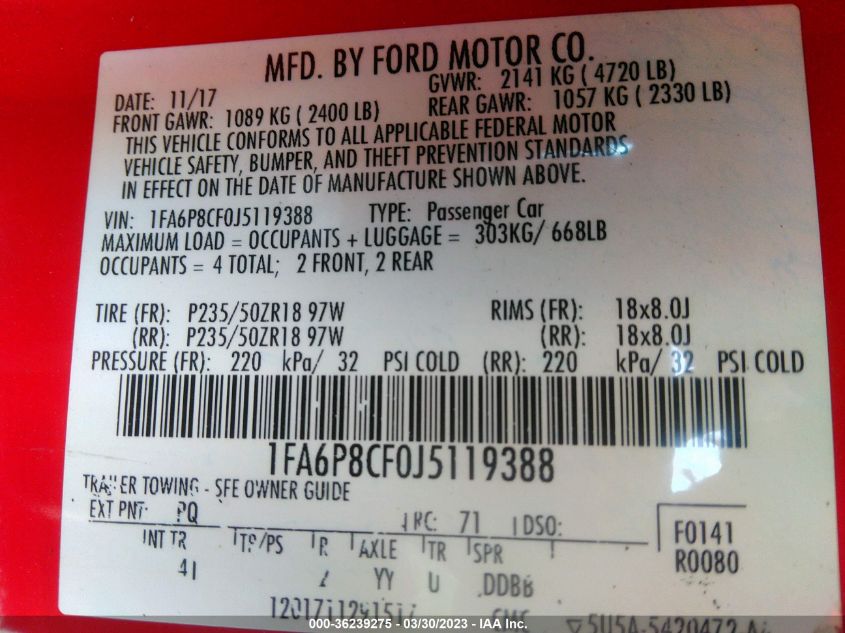 MFD. BY FORD MOTOR CO.
DATE: 11/17
GVWR: 2141 KG ( 4720 LB)
FRONT GAWR: 1089 KG ( 2400 LB)
REAR GAWR: 1057 KG ( 2330 LB)
THIS VEHICLE CONFORMS TO ALL APPLICABLE FEDERAL MOTOR
VEHICLE SAFETY, BUMPER, AND THEFT PREVENTION STANDARDS
IN EFFECT ON THE DATE OF MANUFACTURE SHOWN ABOVE.
VIN: 1FA6P8CF0J5119388 TYPE: Passenger Car
MAXIMUM LOAD = OCCUPANTS + LUGGAGE = 303KG/ 668LB
OCCUPANTS = 4 TOTAL; 2 FRONT, 2 REAR
TIRE (FR): P235/50ZR18 97W RIMS (FR): 18x8.0J
(RR): P235/50ZR18 97W (RR): 18x8.0J
PRESSURE (FR): 220 kPa/ 32 PSI COLD (RR): 220 kPa/ 32 PSI COLD
1FA6P8CF0J5119388
TRAILER TOWING - SEE OWNER GUIDE
EXT PNT: PQ RC: 71 DSO: F0141
INT TR TP/PS R AXLE TR SPR R0080
41 YY U DDBB
000-36239275 - 03/30/2023 - IAA Inc.